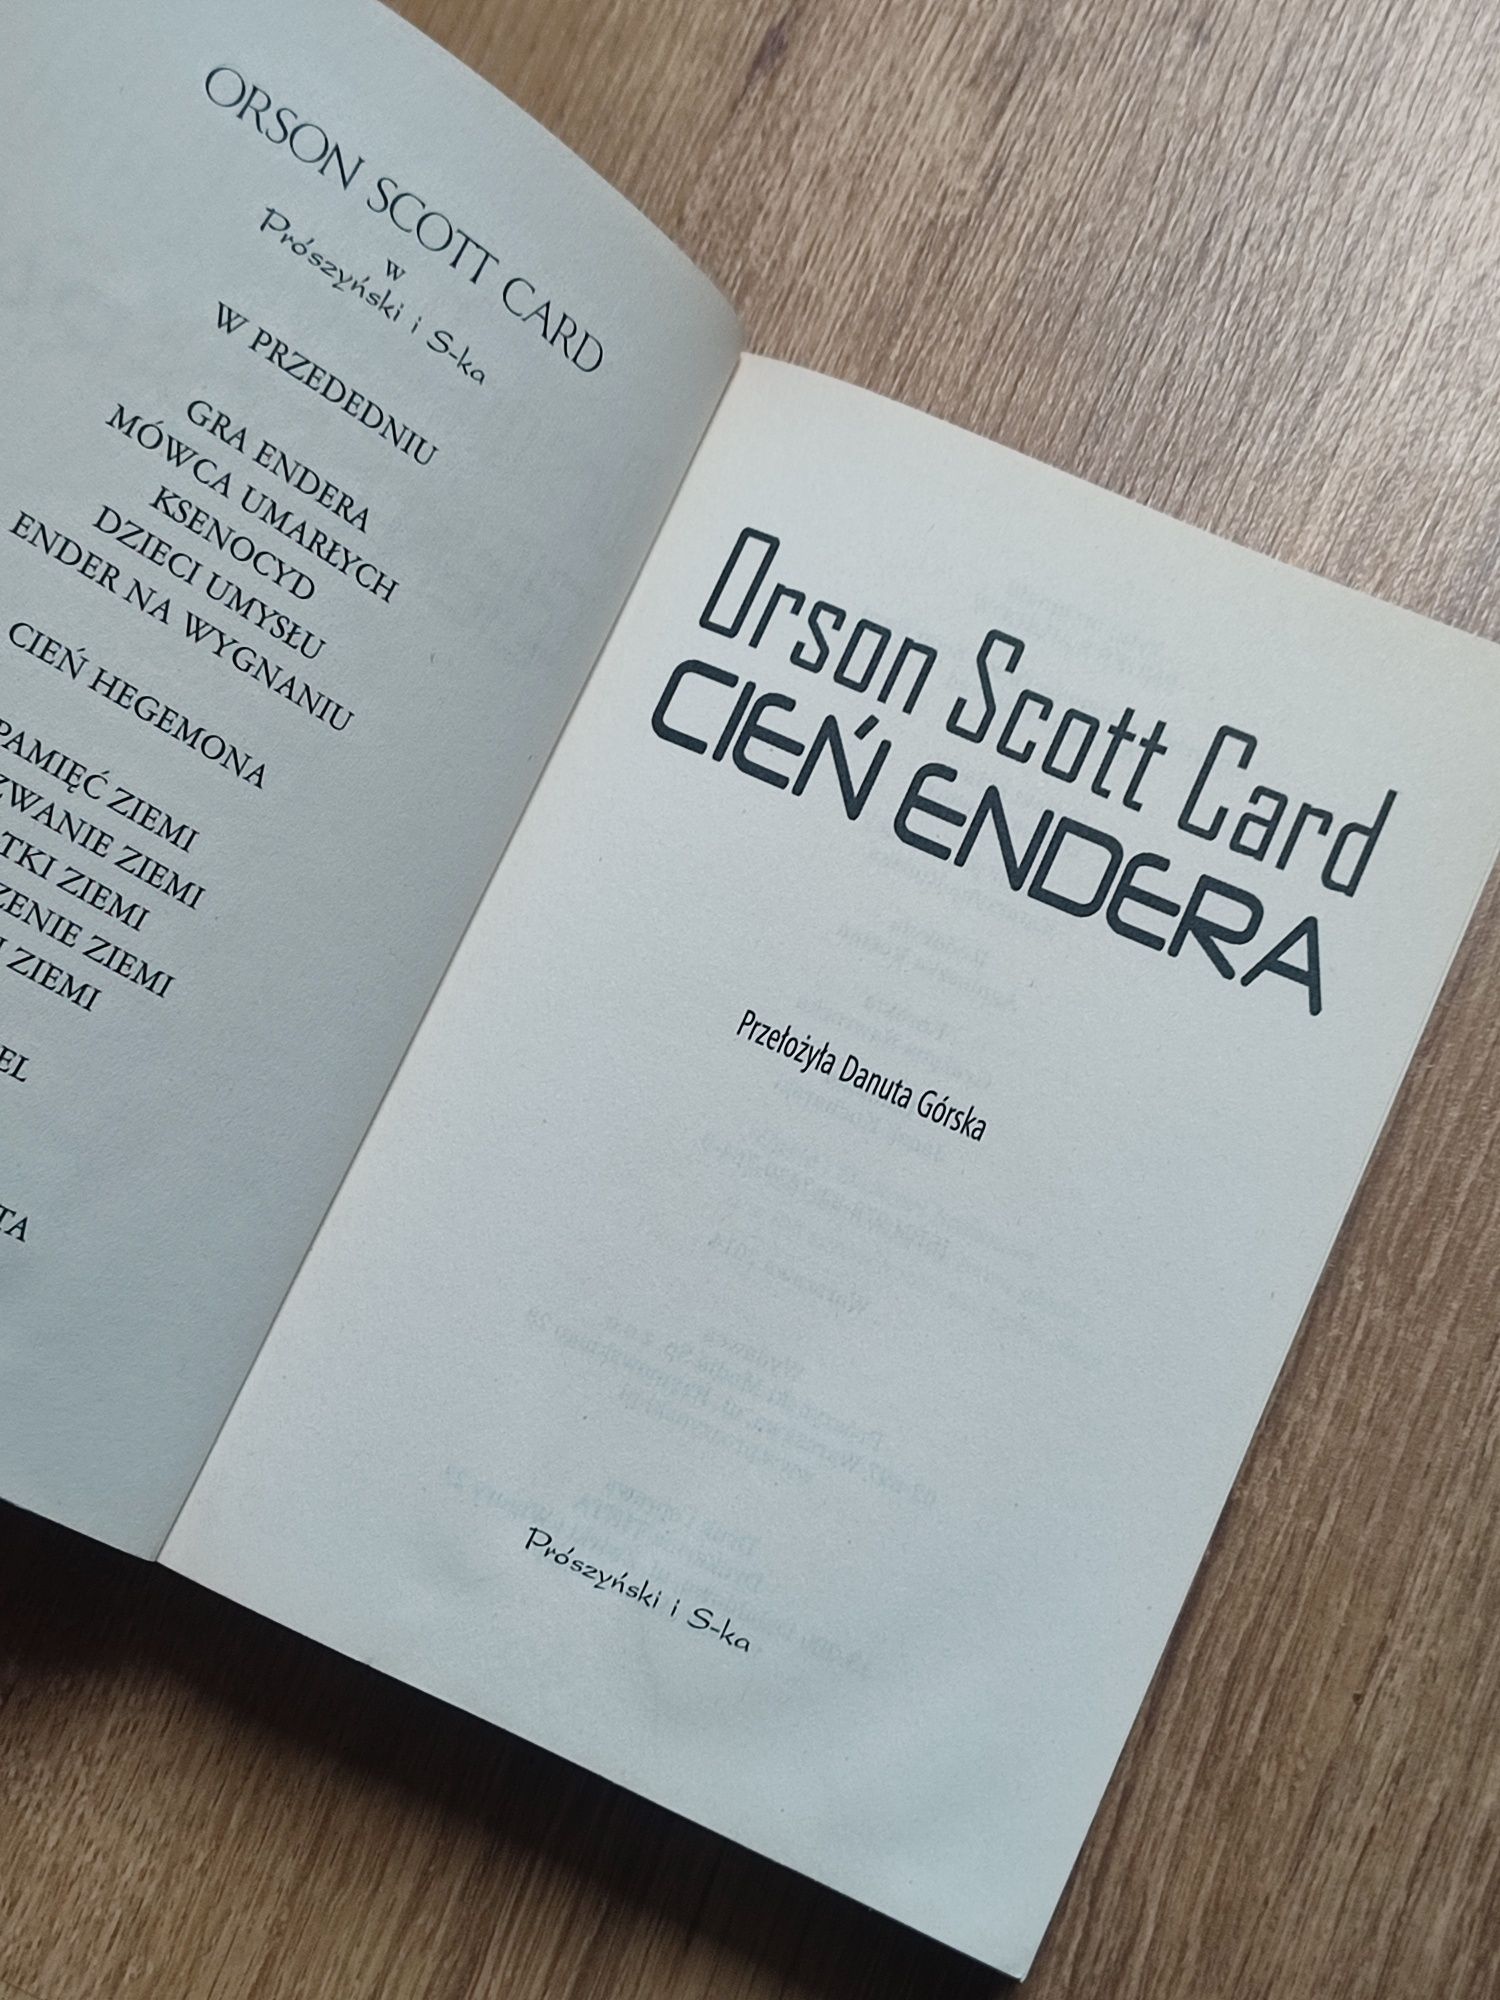 ORSON SCOTT CARD
w
Prószyński i S-ka
W PRZEDEDNIU
GRA ENDERA
MÓWCA UMARŁYCH
KSENOCYD
DZIECI UMYSŁU
ENDER NA WYGNANIU
CIEŃ HEGEMONA
PAMIĘĆ ZIEMI
ZIEMI
ZIEMI
ZIEMI
ZIEMI
Orson Scott Card
CIEŃ ENDERA
Przełożyła Danuta Górska
Prószyński i S-ka